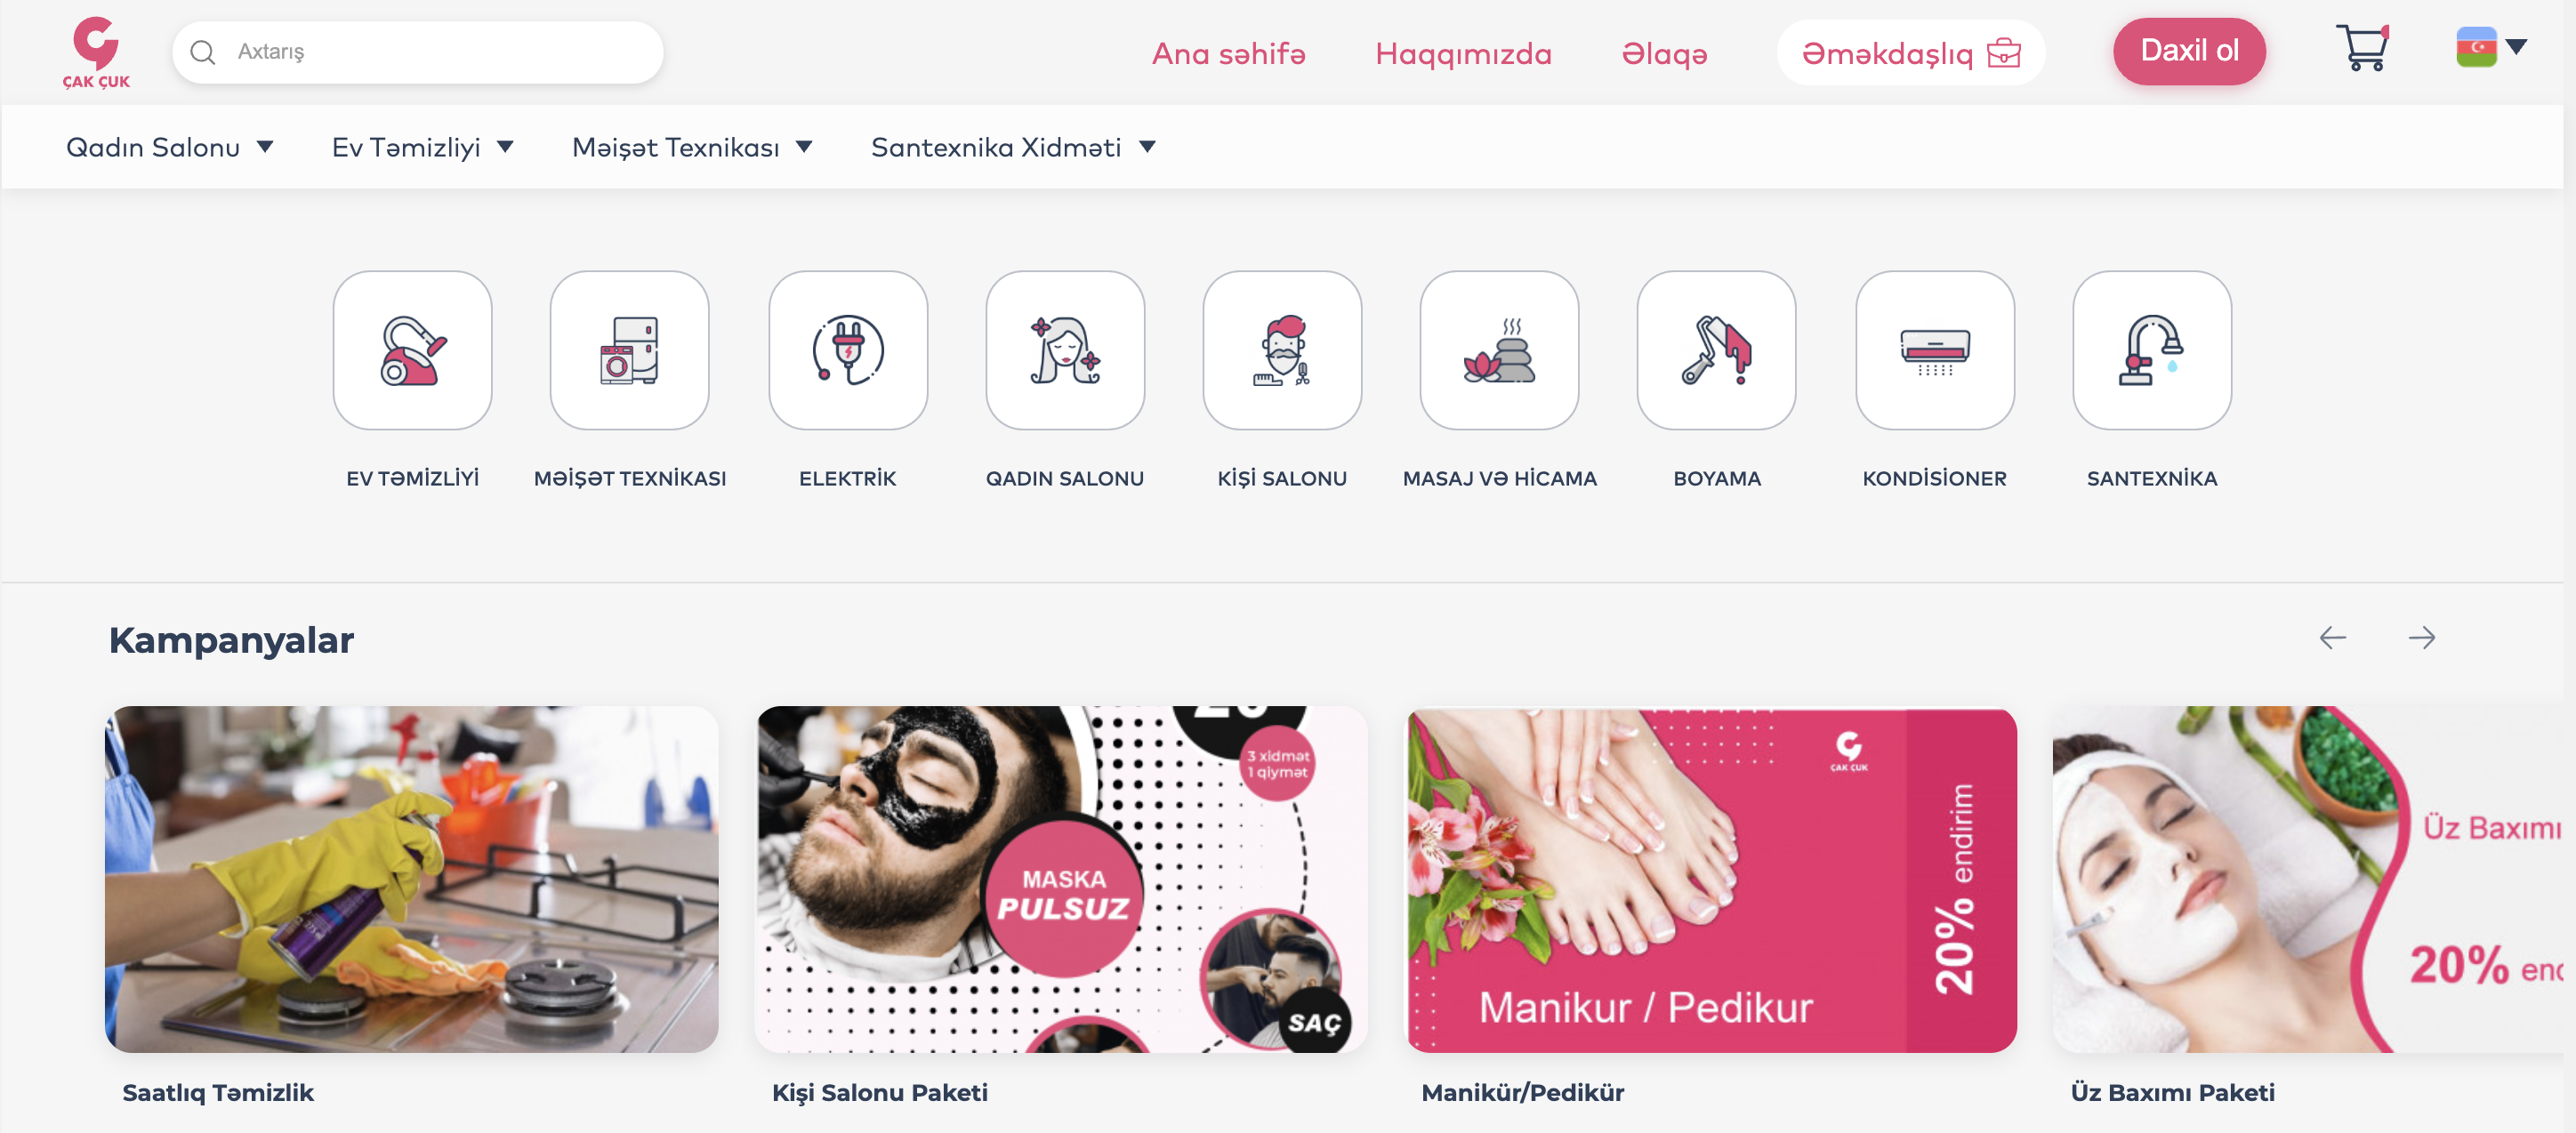 ÇAK ÇUK
Axtarış
Ana səhifə
Haqqımızda
Əlaqə
Əməkdaşlıq
Daxil ol
Qadın Salonu
Ev Təmizliyi
Məişət Texnikası
Santexnika Xidməti
EV TƏMİZLİYİ
MƏİŞƏT TEXNİKASI
ELEKTRİK
QADIN SALONU
KİŞİ SALONU
MASAJ VƏ HİCAMA
BOYAMA
KONDİSİONER
SANTEXNİKA
Kampanyalar
3 xidmət
1 qiymət
MASKA
PULSUZ
SAÇ
ÇAK ÇUK
20% endirim
Manikur / Pedikur
Üz Baxımı
20%
Saatlıq Təmizlik
Kişi Salonu Paketi
Manikür/Pedikür
Üz Baxımı Paketi